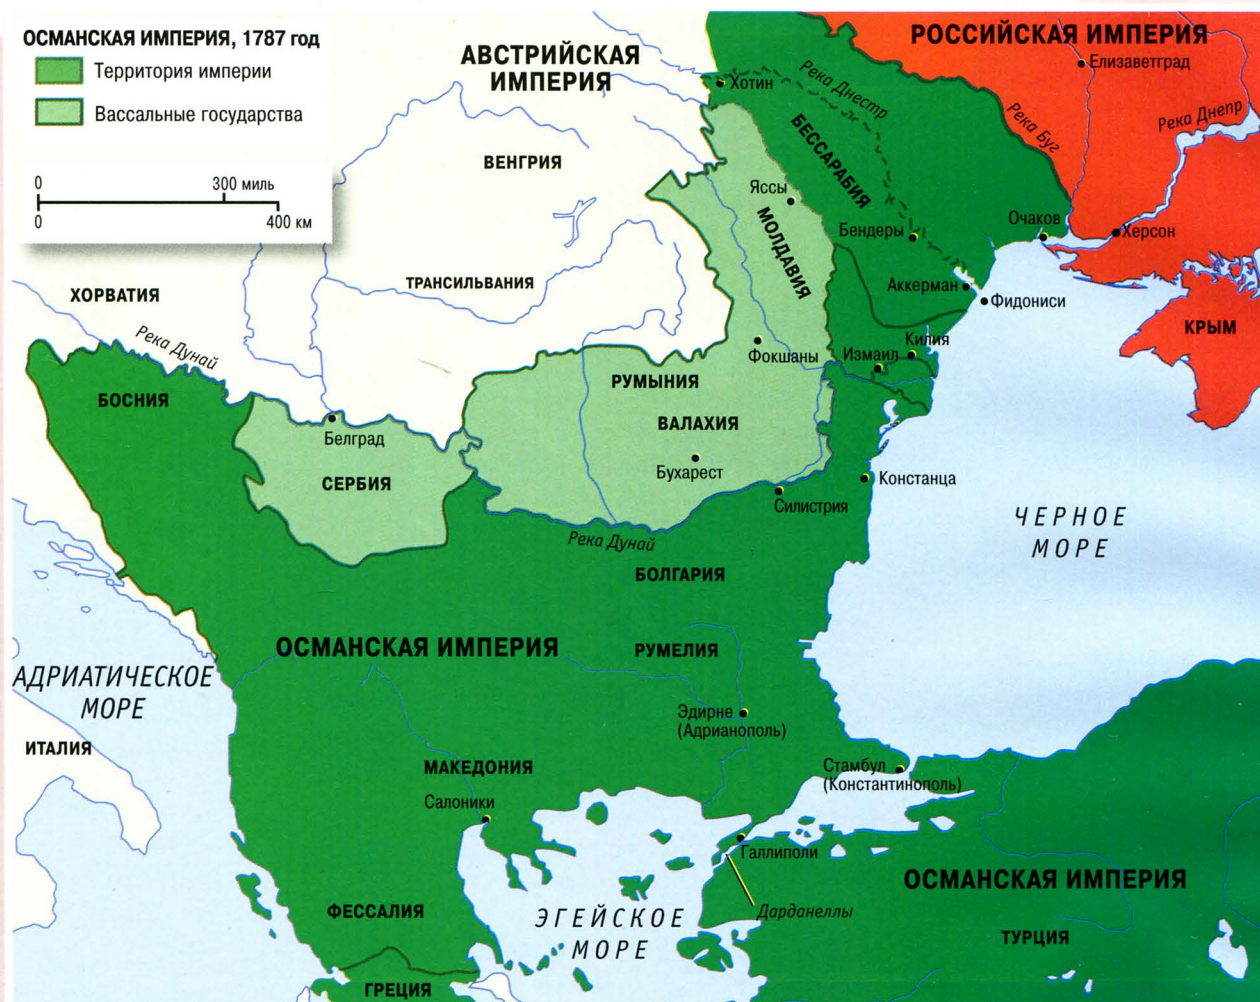 ОСМАНСКАЯ ИМПЕРИЯ, 1787 год
Территория империи
Вассальные государства
0
300 миль
0
400 км
АВСТРИЙСКАЯ
ИМПЕРИЯ
РОССИЙСКАЯ ИМПЕРИЯ
Елизаветград
Хотин
Река Днестр
Река Буг
Река Днепр
БЕССАРАБИЯ
ВЕНГРИЯ
Яссы
МОЛДАВИЯ
Бендеры
Очаков
Херсон
ТРАНСИЛЬВАНИЯ
Аккерман
Фидониси
ХОРВАТИЯ
КРЫМ
Река Дунай
Фокшаны
Измаил
Килия
РУМЫНИЯ
БОСНИЯ
ВАЛАХИЯ
Белград
Бухарест
СЕРБИЯ
Констанца
Силистрия
ЧЕРНОЕ
МОРЕ
Река Дунай
БОЛГАРИЯ
ОСМАНСКАЯ ИМПЕРИЯ
РУМЕЛИЯ
АДРИАТИЧЕСКОЕ
МОРЕ
Эдирне
(Адрианополь)
ИТАЛИЯ
МАКЕДОНИЯ
Стамбул
(Константинополь)
Салоники
Галлиполи
ОСМАНСКАЯ ИМПЕРИЯ
ФЕССАЛИЯ
ЭГЕЙСКОЕ
МОРЕ
Дарданеллы
ТУРЦИЯ
ГРЕЦИЯ